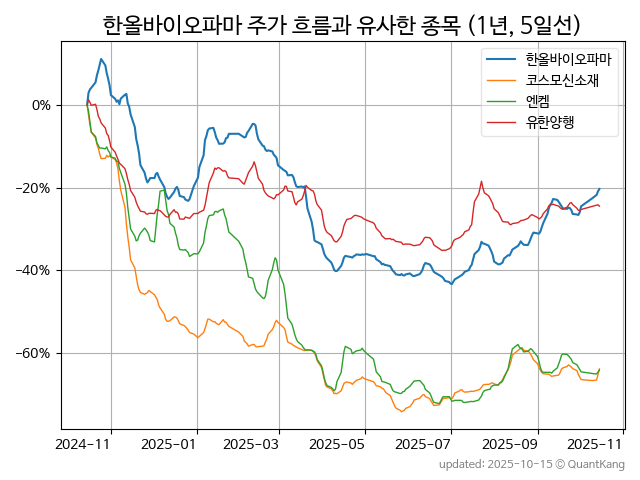 한올바이오파마 주가 흐름과 유사한 종목 (1년, 5일선)
한올바이오파마
코스모신소재
엔켐
유한양행
0%
−20%
−40%
−60%
2024-11 2025-01 2025-03 2025-05 2025-07 2025-09 2025-11
updated: 2025-10-15 © QuantKang